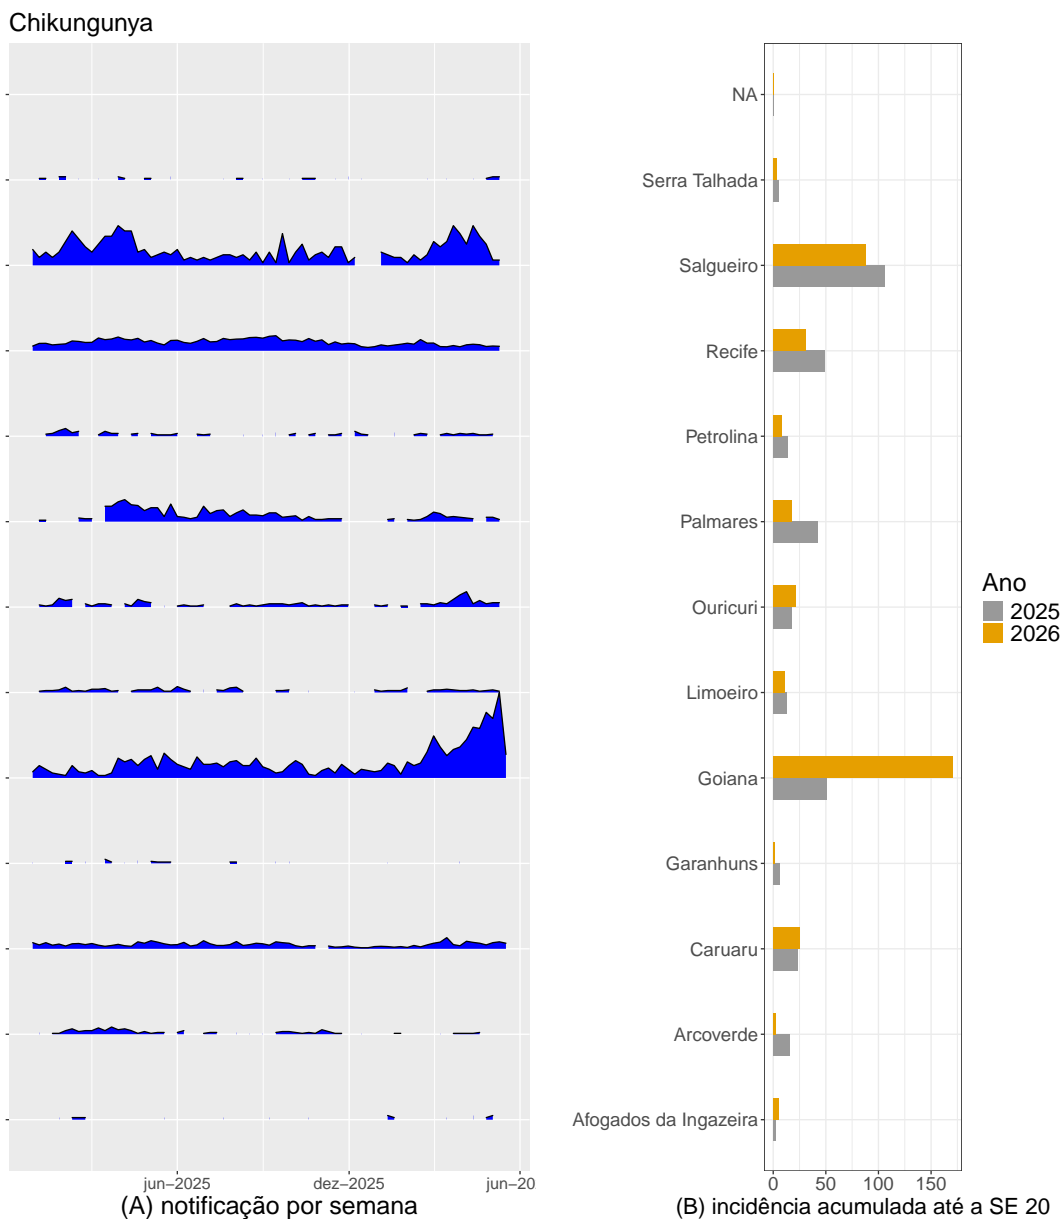 Chikungunya
NA
Serra Talhada
Salgueiro
Recife
Petrolina
Palmares
Ouricuri
Limoeiro
Goiana
Garanhuns
Caruaru
Arcoverde
Afogados da Ingazeira
jun–2025
dez–2025
jun–20
(A) notificação por semana
0
50
100
150
(B) incidência acumulada até a SE 20
Ano
2025
2026